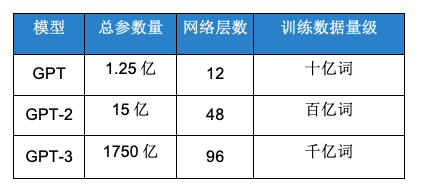 模型 总参数量 网络层数 训练数据量级
GPT 1.25 亿 12 十亿词
GPT-2 15 亿 48 百亿词
GPT-3 1750 亿 96 千亿词